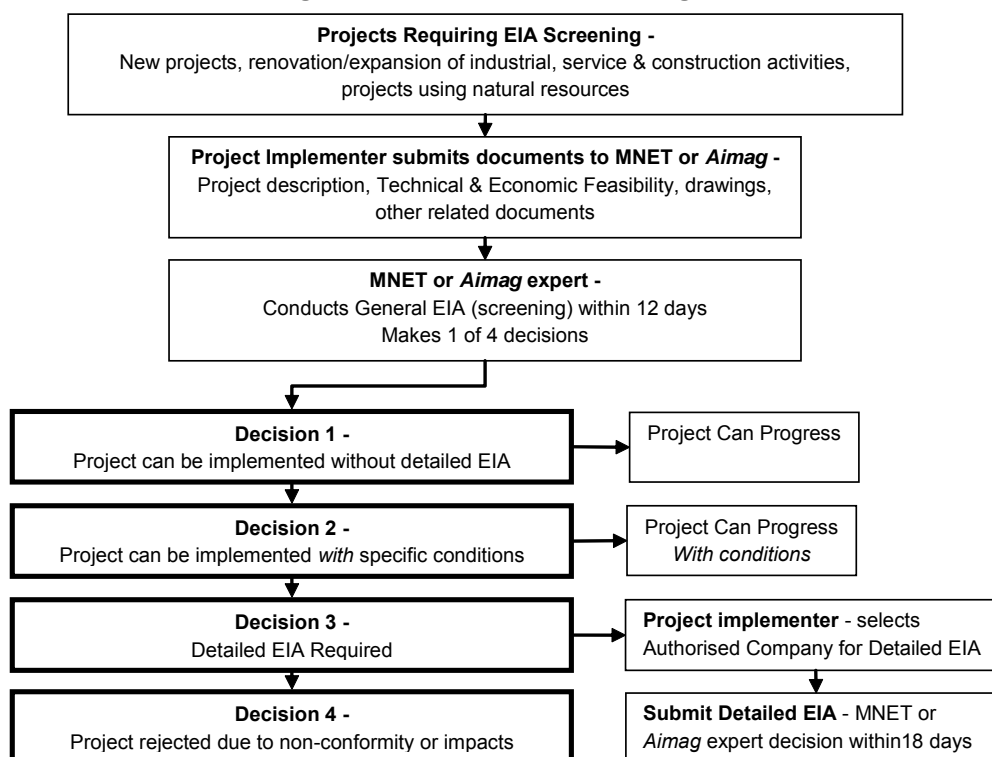 Projects Requiring EIA Screening -
New projects, renovation/expansion of industrial, service & construction activities,
projects using natural resources
Project Implementer submits documents to MNET or Aimag -
Project description, Technical & Economic Feasibility, drawings,
other related documents
MNET or Aimag expert -
Conducts General EIA (screening) within 12 days
Makes 1 of 4 decisions
Decision 1 -
Project can be implemented without detailed EIA
Project Can Progress
Decision 2 -
Project can be implemented with specific conditions
Project Can Progress
With conditions
Decision 3 -
Detailed EIA Required
Project implementer - selects
Authorised Company for Detailed EIA
Decision 4 -
Project rejected due to non-conformity or impacts
Submit Detailed EIA - MNET or
Aimag expert decision within18 days